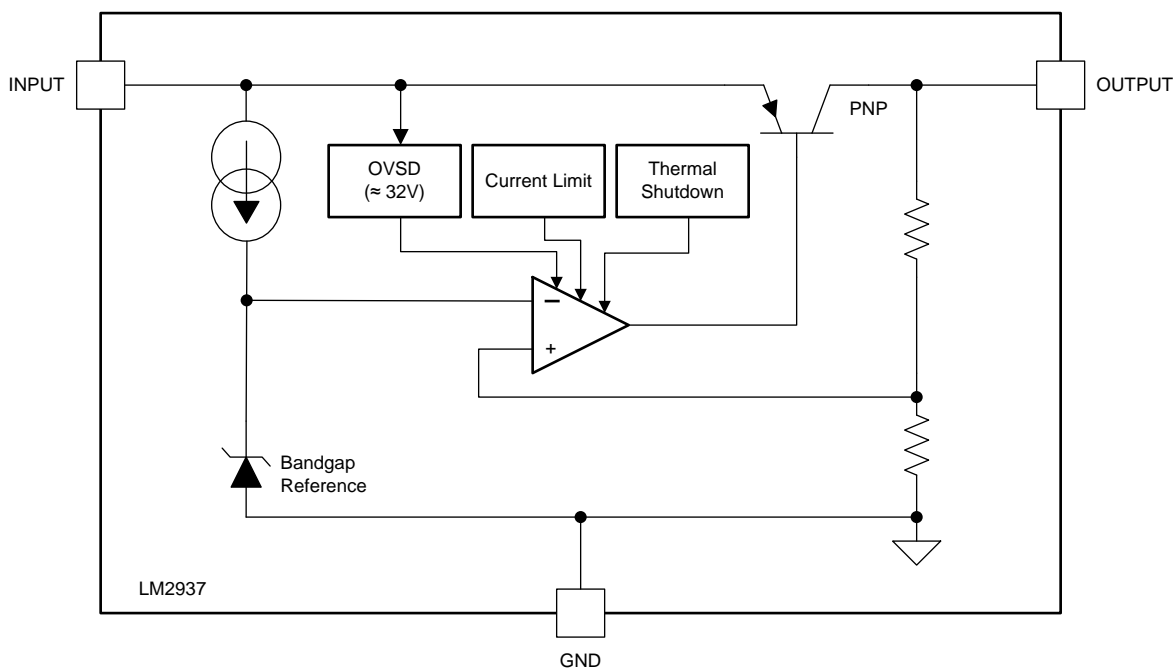 INPUT
OUTPUT
PNP
OVSD
(≈ 32V)
Current Limit
Thermal
Shutdown
−
+
Bandgap
Reference
LM2937
GND